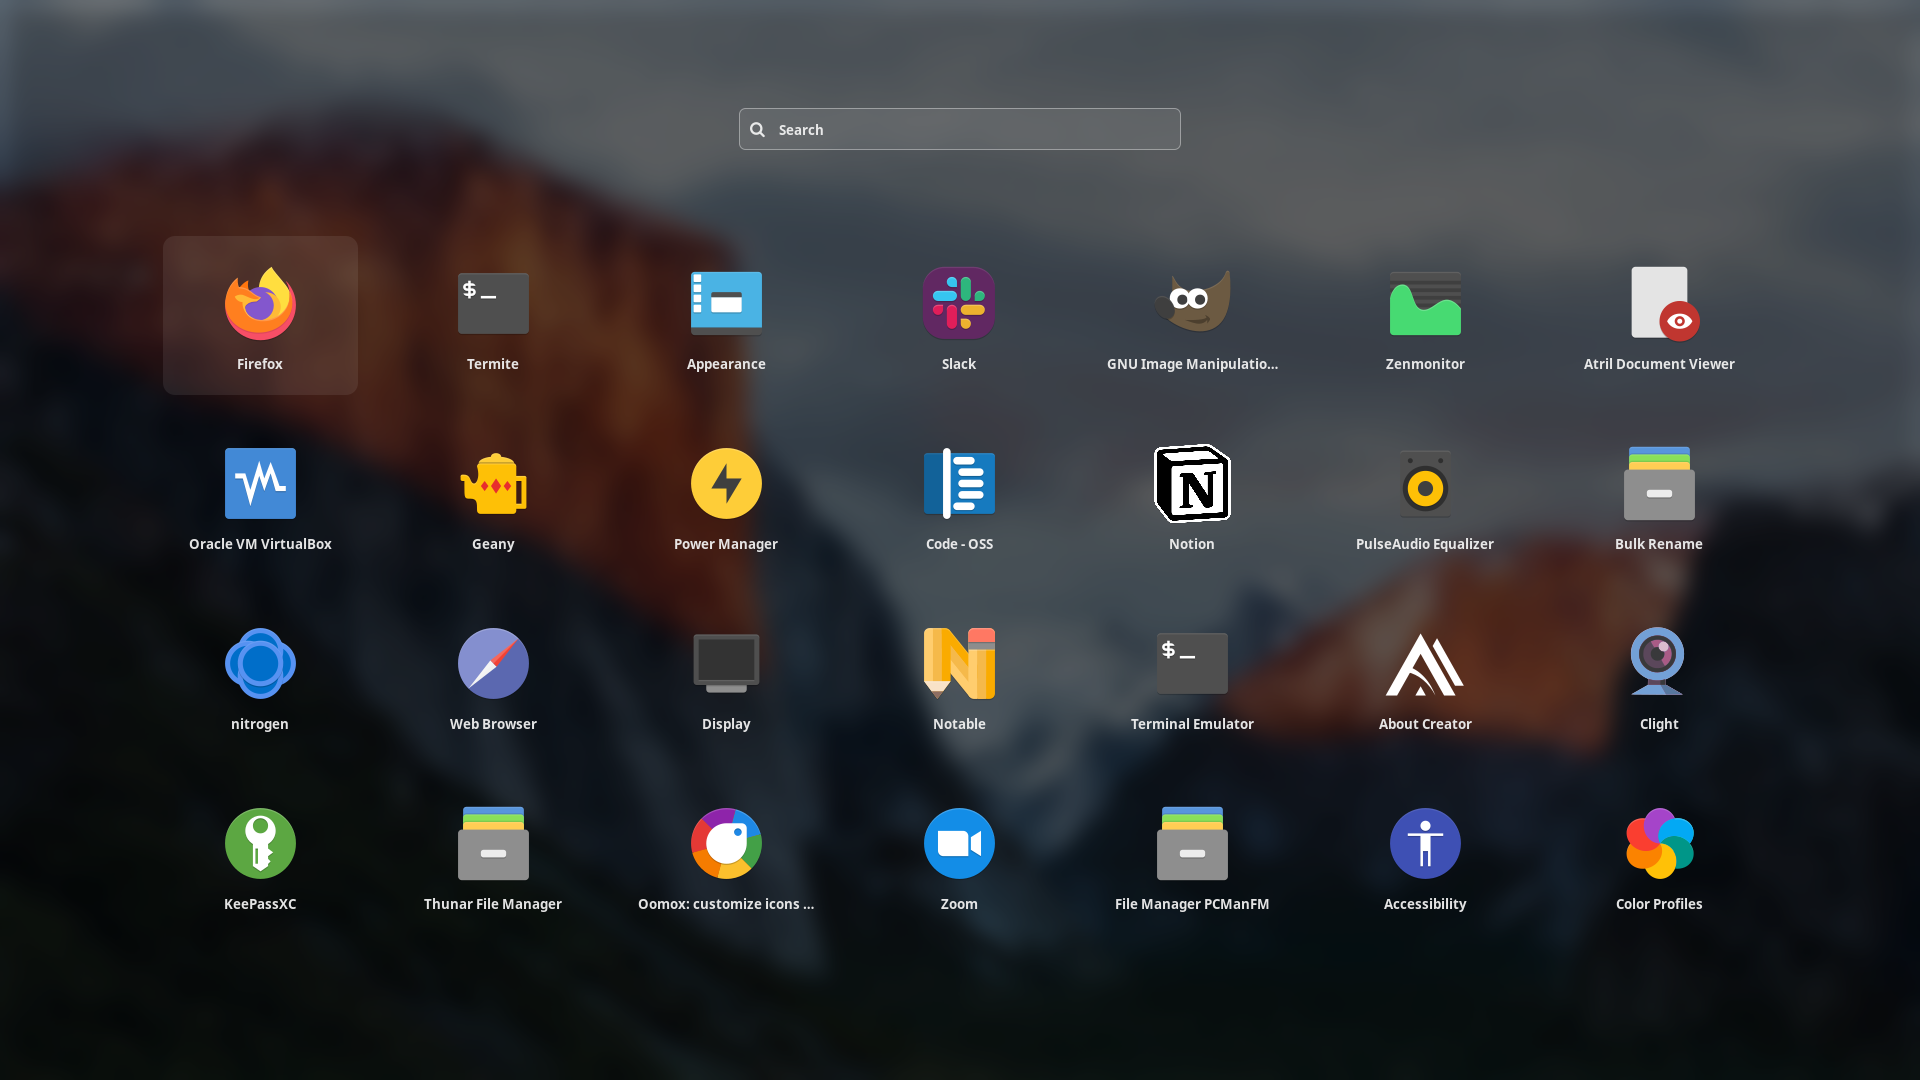 Search
$_
Firefox
Termite
Appearance
Slack
GNU Image Manipulatio...
Zenmonitor
Atril Document Viewer
N
Oracle VM VirtualBox
Geany
Power Manager
Code - OSS
Notion
PulseAudio Equalizer
Bulk Rename
N
$_
nitrogen
Web Browser
Display
Notable
Terminal Emulator
About Creator
Clight
KeePassXC
Thunar File Manager
Oomox: customize icons ...
Zoom
File Manager PCManFM
Accessibility
Color Profiles